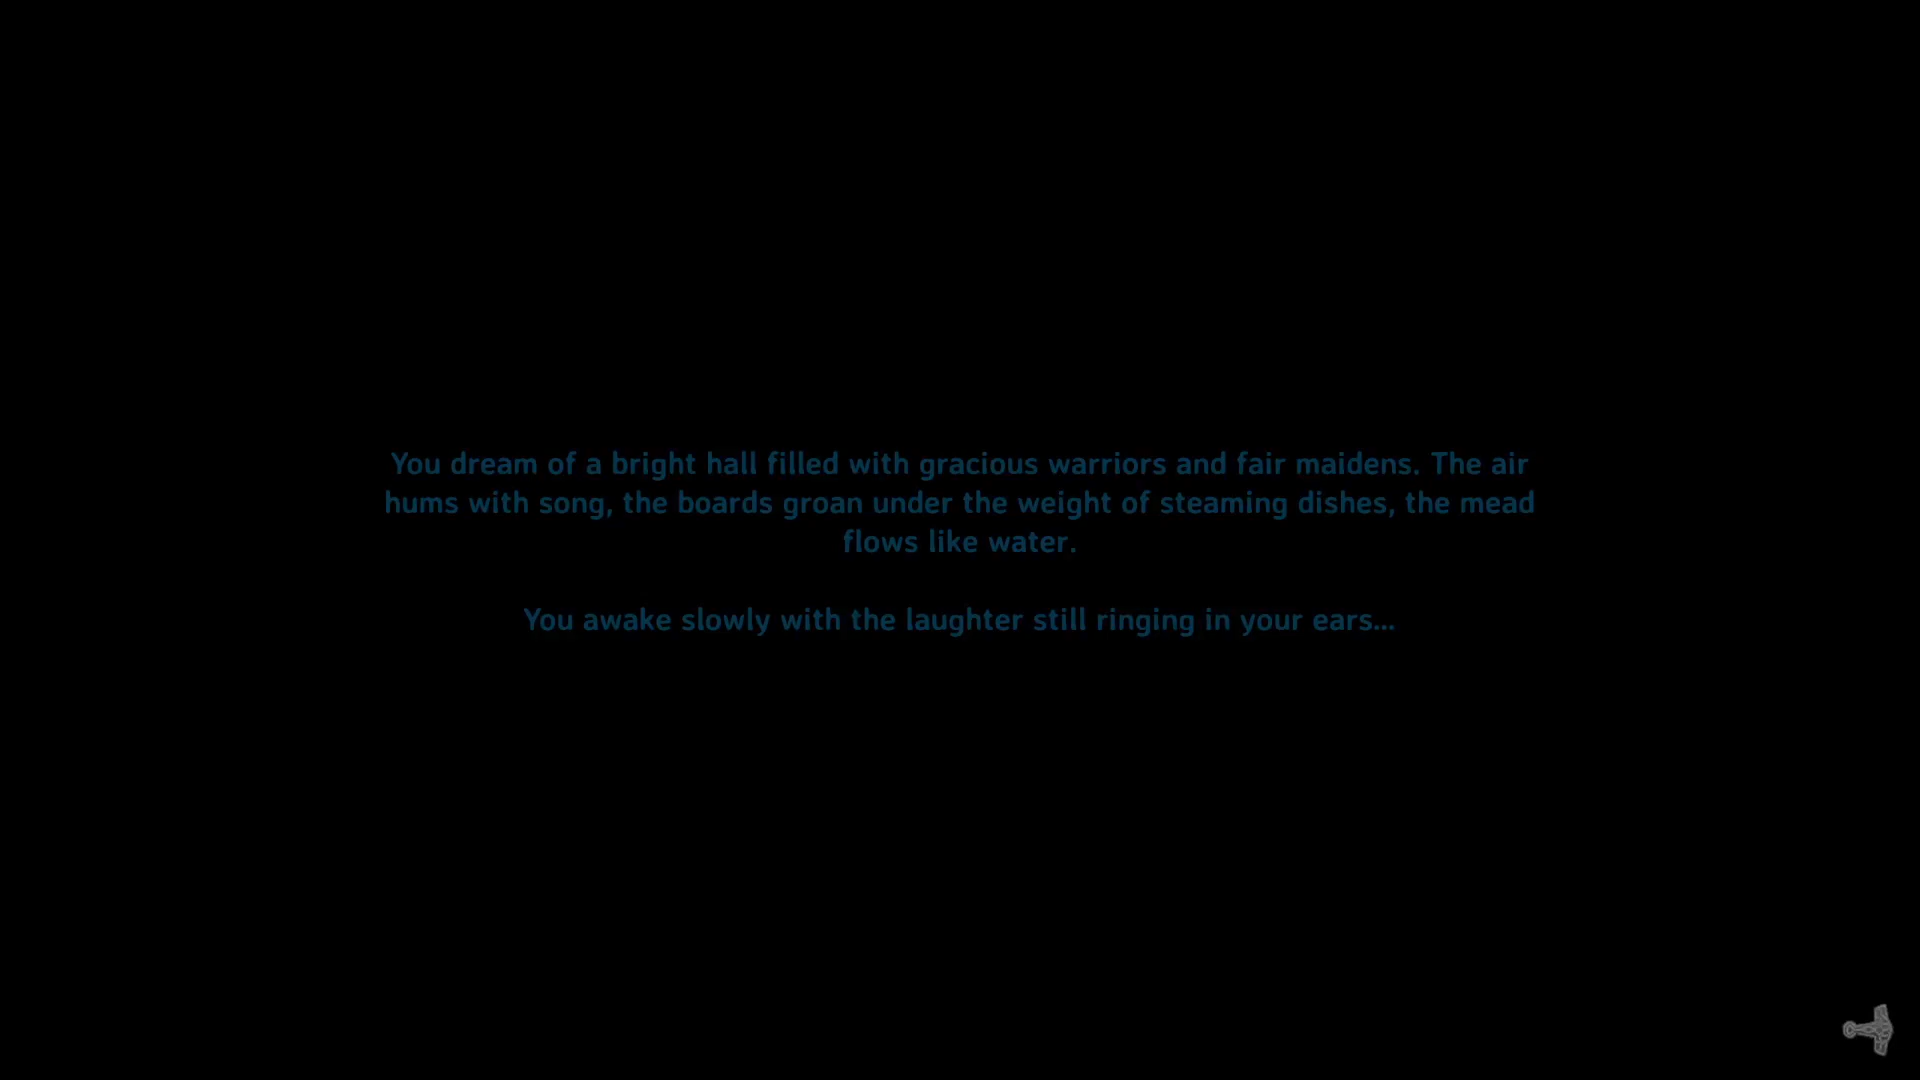 You dream of a bright hall filled with gracious warriors and fair maidens. The air
hums with song, the boards groan under the weight of steaming dishes, the mead
flows like water.
You awake slowly with the laughter still ringing in your ears...